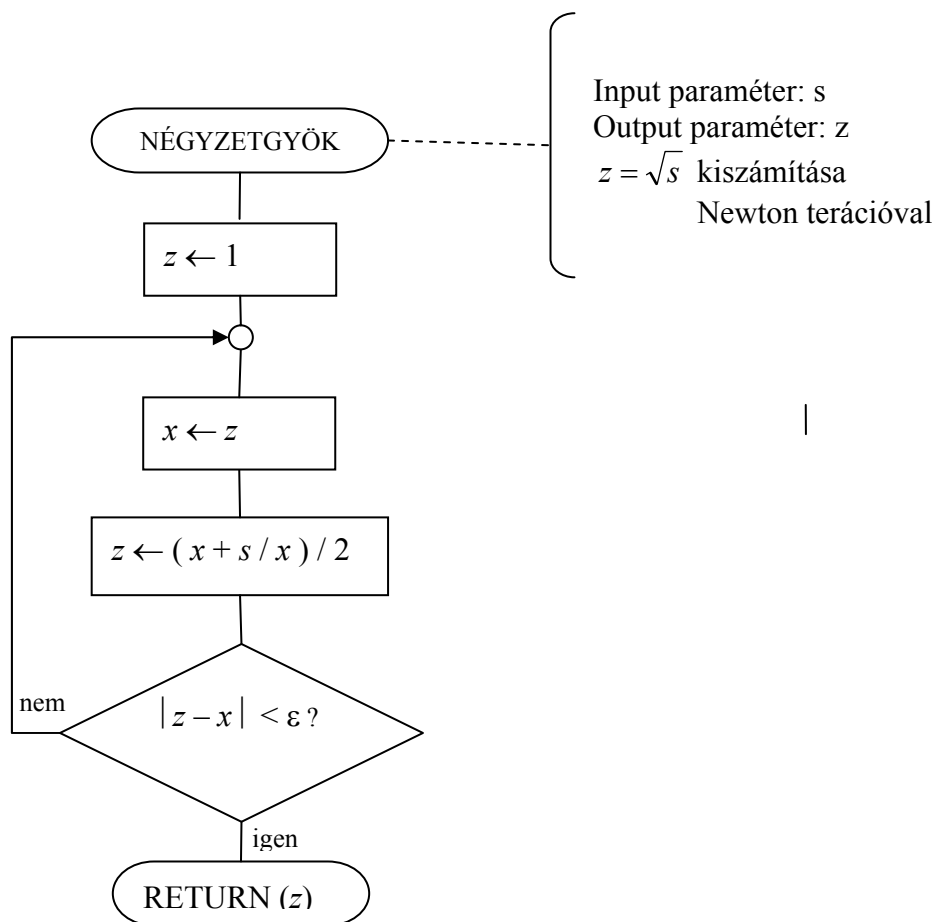 NÉGYZETGYÖK
Input paraméter: s
Output paraméter: z
z = √s kiszámítása
Newton terációval
z ← 1
x ← z
z ← ( x + s / x ) / 2
|z − x| < ε ?
nem
igen
RETURN (z)